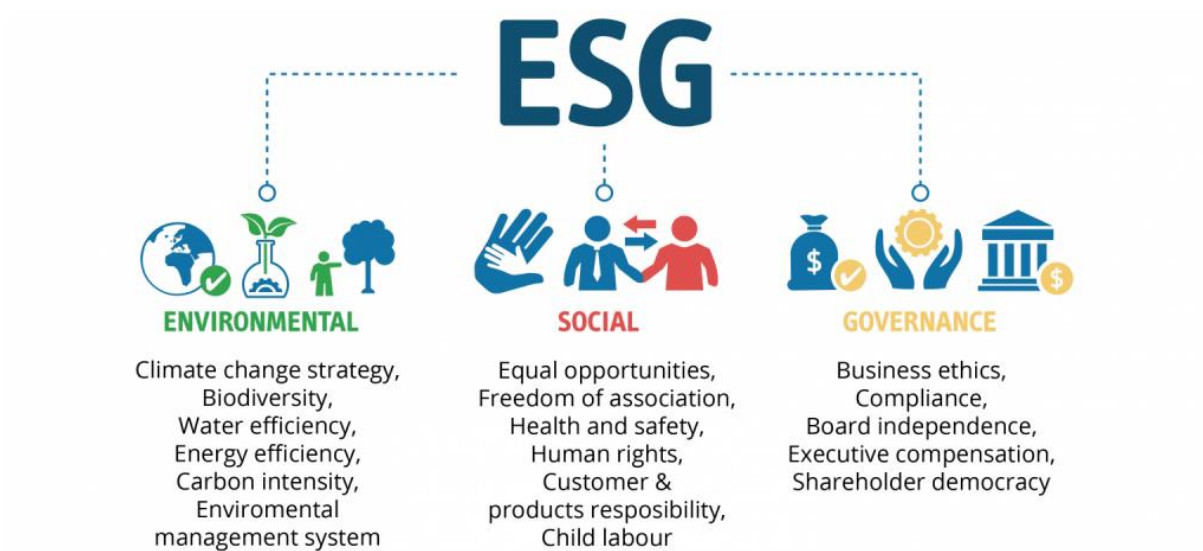 ESG
ENVIRONMENTAL
Climate change strategy,
Biodiversity,
Water efficiency,
Energy efficiency,
Carbon intensity,
Enviromental
management system
SOCIAL
Equal opportunities,
Freedom of association,
Health and safety,
Human rights,
Customer &
products resposibility,
Child labour
$
$
GOVERNANCE
Business ethics,
Compliance,
Board independence,
Executive compensation,
Shareholder democracy